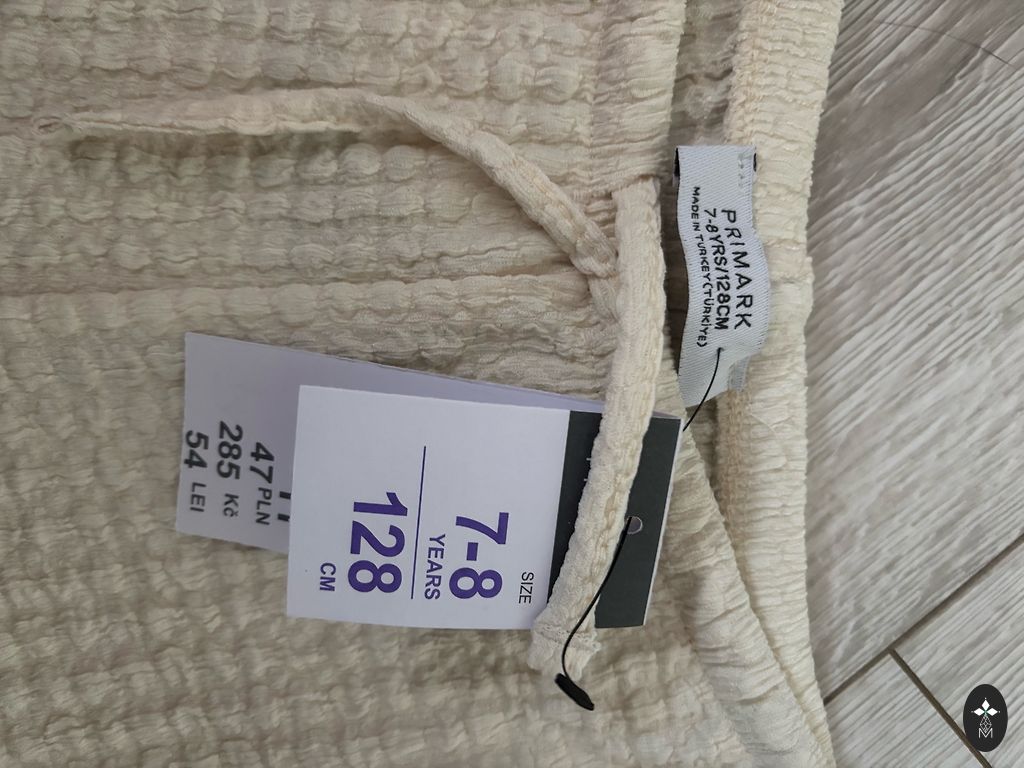 PRIMARK
7-8YRS/128CM
MADE IN TURKEY (TÜRKİYE)
SIZE
7-8
YEARS
128
CM
47 PLN
285 Kč
54 LEI
M